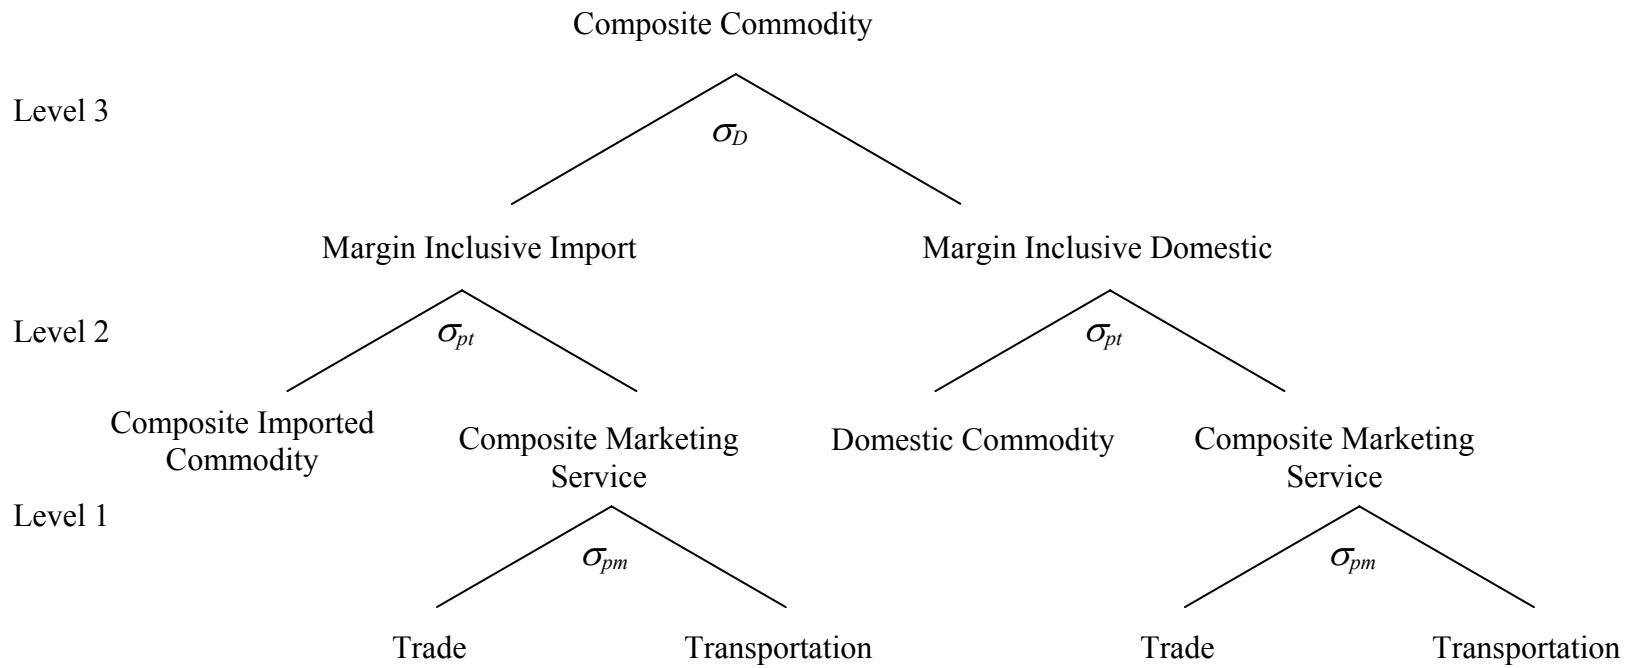 Composite Commodity
Level 3
σD
Margin Inclusive Import
Margin Inclusive Domestic
Level 2
σpt
σpt
Composite Imported
Commodity
Composite Marketing
Service
Domestic Commodity
Composite Marketing
Service
Level 1
σpm
σpm
Trade
Transportation
Trade
Transportation